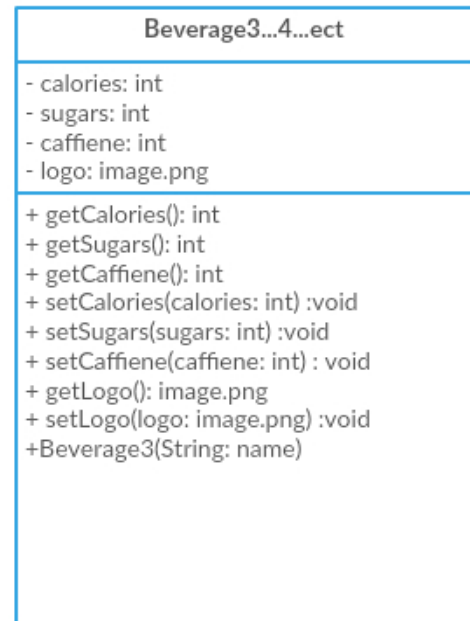 Beverage3...4...ect
- calories: int
- sugars: int
- caffiene: int
- logo: image.png
+ getCalories(): int
+ getSugars(): int
+ getCaffiene(): int
+ setCalories(calories: int) :void
+ setSugars(sugars: int) :void
+ setCaffiene(caffiene: int) : void
+ getLogo(): image.png
+ setLogo(logo: image.png) :void
+Beverage3(String: name)